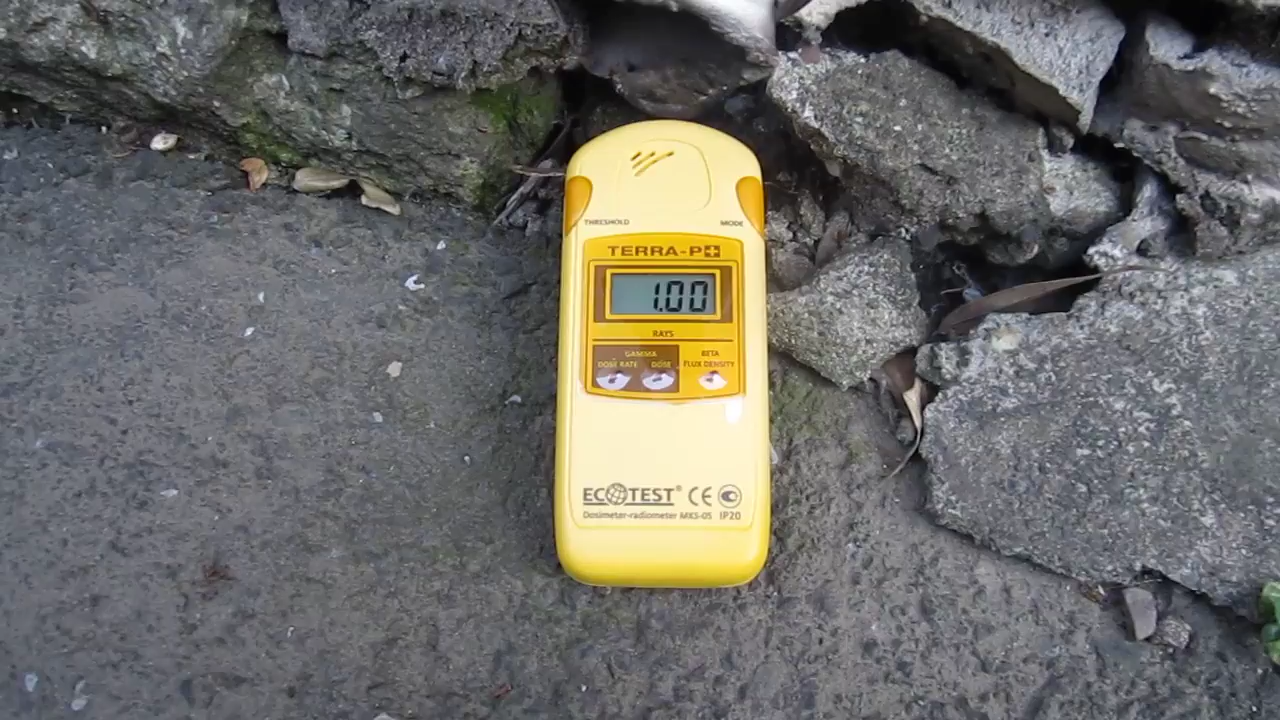 THRESHOLD MODE
TERRA-P+
1.00
RAYS
GAMMA BETA
DOSE RATE DOSE FLUX DENSITY
ECOTEST® CE
Dosimeter-radiometer MKS-05 IP20